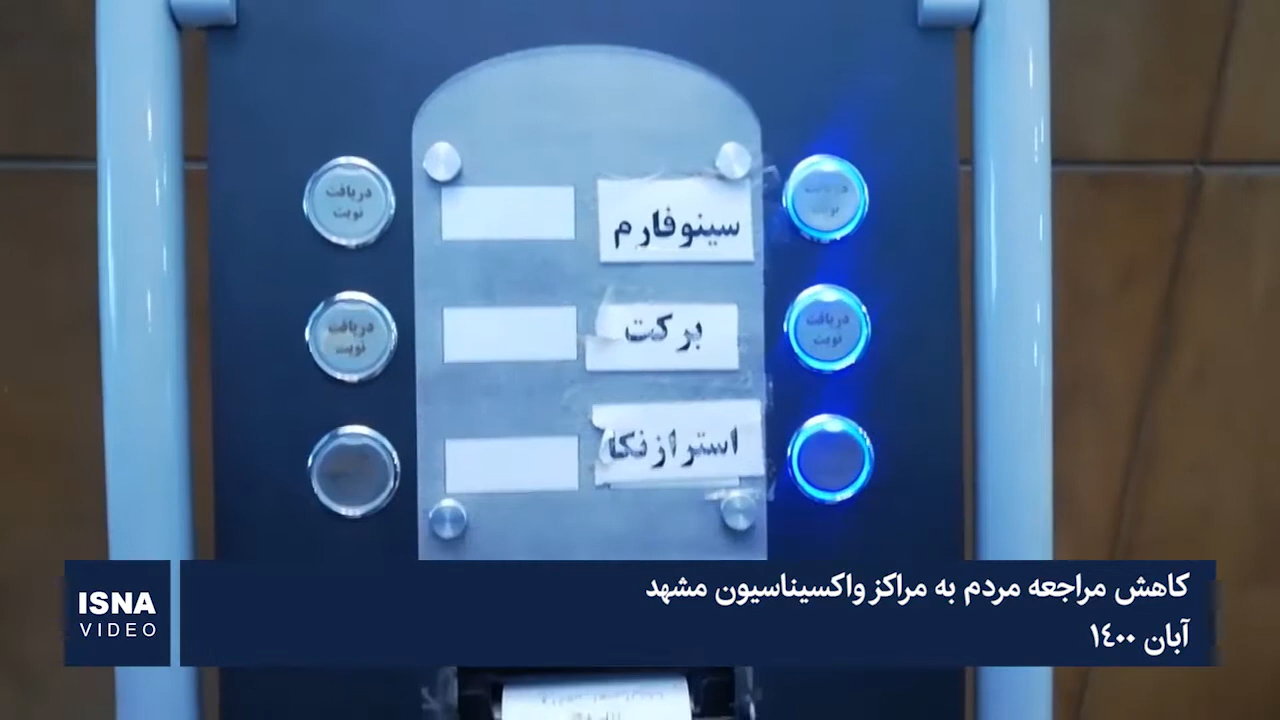 دریافت
نوبت
سینوفارم
دریافت
نوبت
دریافت
نوبت
برکت
دریافت
نوبت
استرازنکا
ISNA
VIDEO
کاهش مراجعه مردم به مراکز واکسیناسیون مشهد
آبان ١٤٠٠